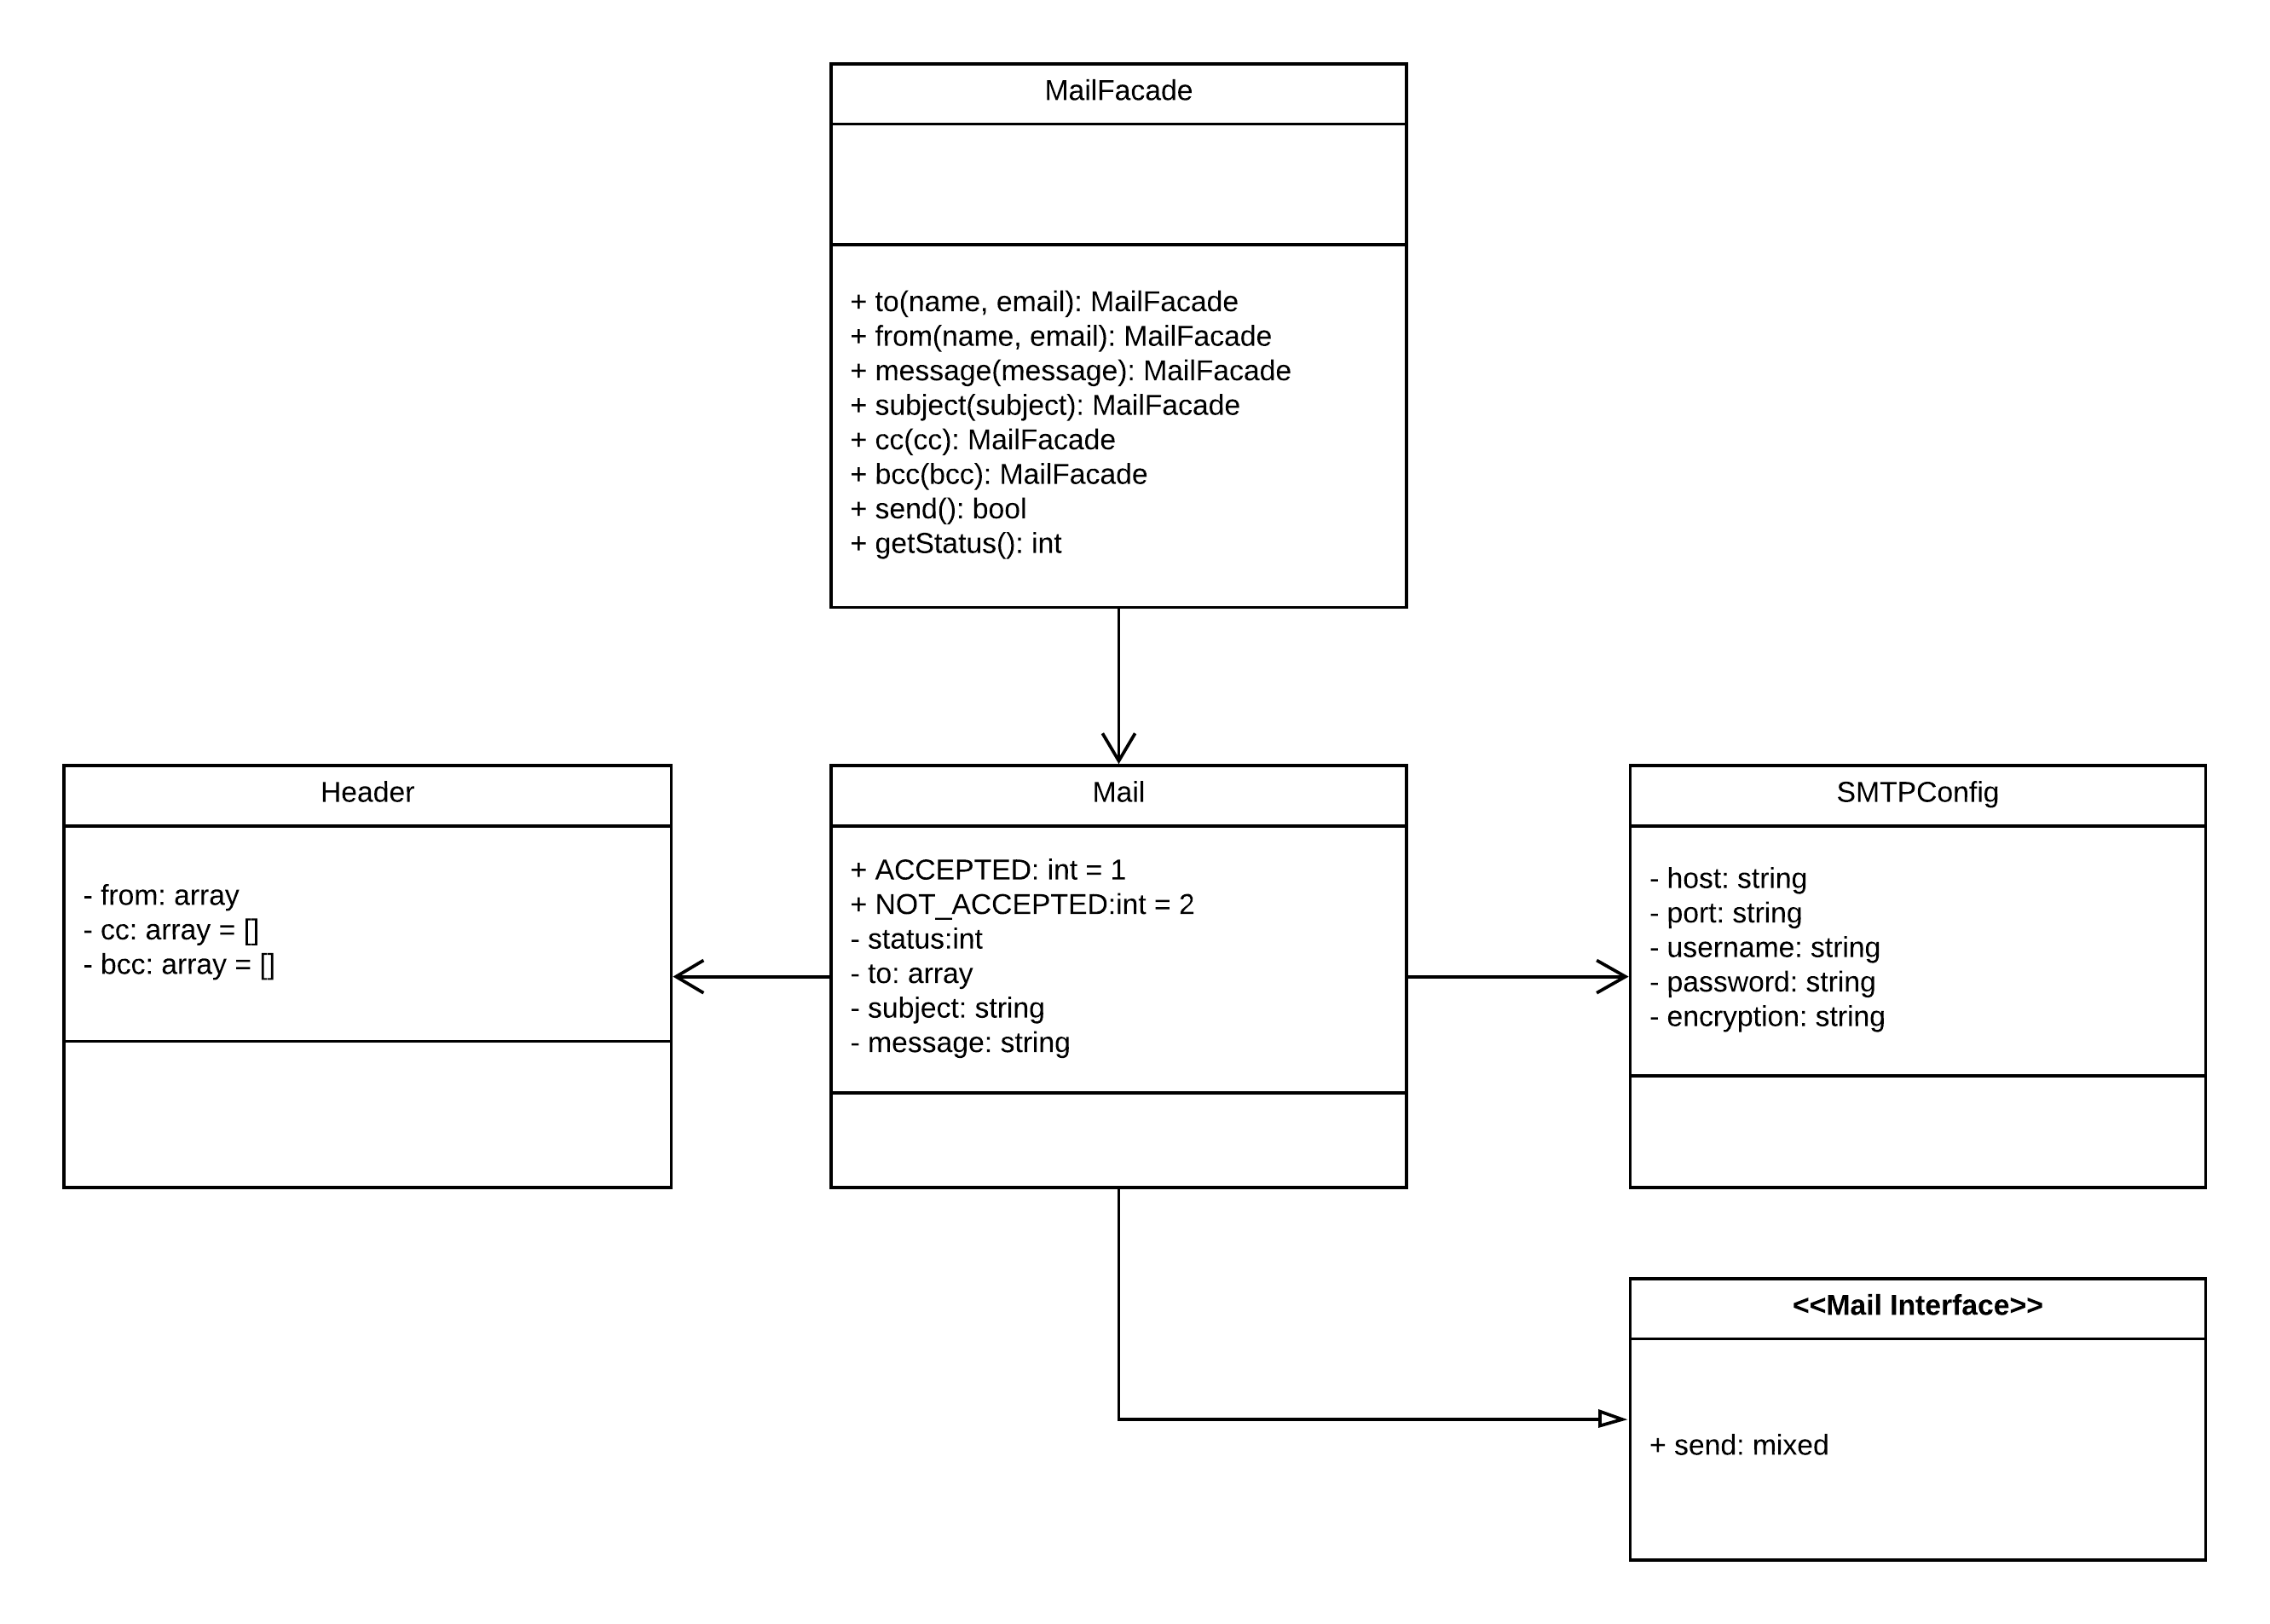 MailFacade
+ to(name, email): MailFacade
+ from(name, email): MailFacade
+ message(message): MailFacade
+ subject(subject): MailFacade
+ cc(cc): MailFacade
+ bcc(bcc): MailFacade
+ send(): bool
+ getStatus(): int
Header
- from: array
- cc: array = []
- bcc: array = []
Mail
+ ACCEPTED: int = 1
+ NOT_ACCEPTED:int = 2
- status:int
- to: array
- subject: string
- message: string
SMTPConfig
- host: string
- port: string
- username: string
- password: string
- encryption: string
<<Mail Interface>>
+ send: mixed